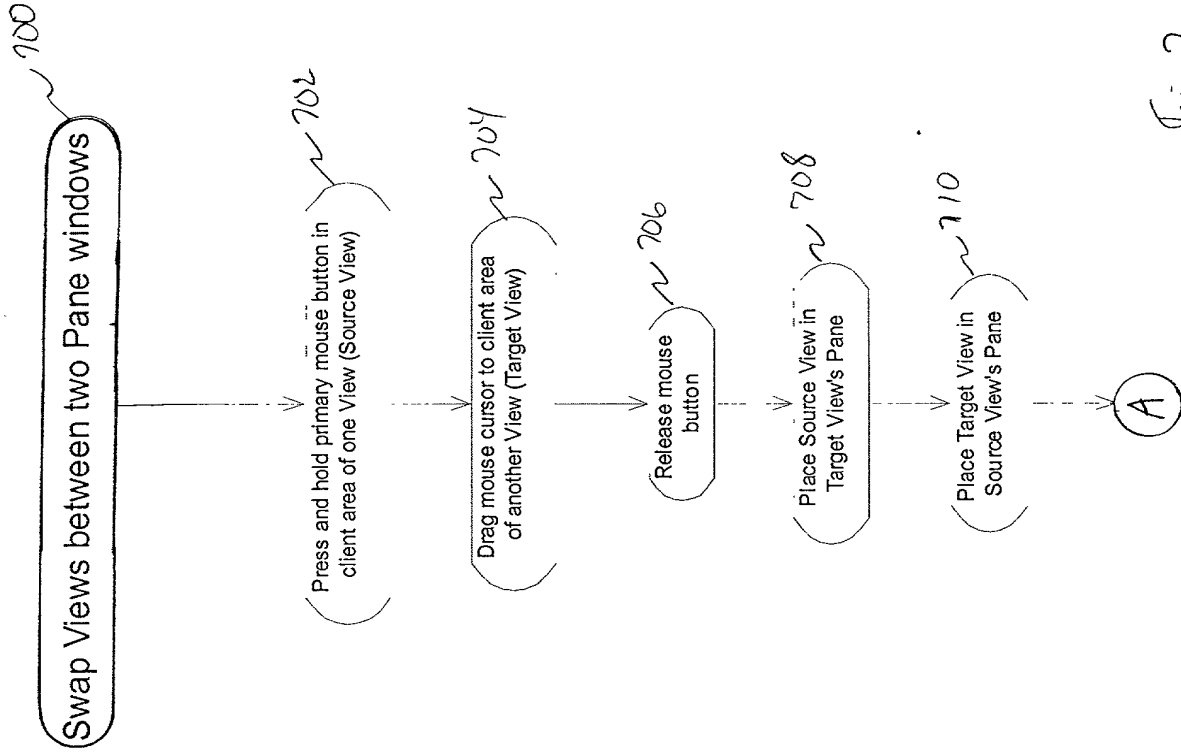 Swap Views between two Pane windows
700
Press and hold primary mouse button in
client area of one View (Source View)
702
Drag mouse cursor to client area
of another View (Target View)
704
Release mouse
button
706
Place Source View in
Target View's Pane
708
Place Target View in
Source View's Pane
710
A